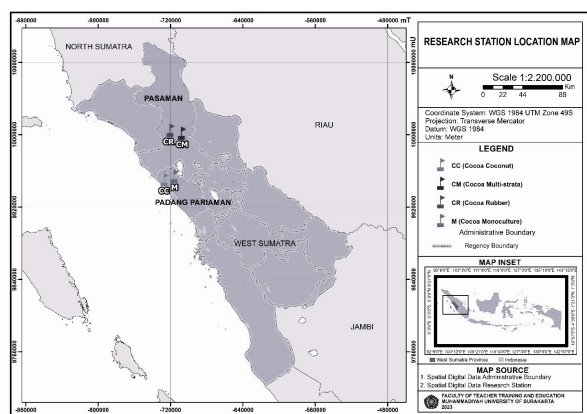 -880000 -800000 -720000 -640000 -560000 -480000 mT
NORTH SUMATRA
PASAMAN
RIAU
CR
CM
CC
M
PADANG PARIAMAN
WEST SUMATRA
JAMBI
10000000
9920000
9840000
9760000
-880000 -800000 -720000 -640000 -560000 -480000
RESEARCH STATION LOCATION MAP
N
Scale 1:2.200.000
Km
0 22 44 88
Coordinate System: WGS 1984 UTM Zone 49S
Projection: Transverse Mercator
Datum: WGS 1984
Units: Meter
LEGEND
CC (Cocoa Coconut)
CM (Cocoa Multi-strata)
CR (Cocoa Rubber)
M (Cocoa Monoculture)
Administrative Boundary
Regency Boundary
MAP INSET
West Sumatra Province
Indonesia
MAP SOURCE
1. Spatial Digital Data Administrative Boundary
2. Spatial Digital Data Research Station
FACULTY OF TEACHER TRAINING AND EDUCATION
MUHAMMADIYAH UNIVERSITY OF SURAKARTA
2023